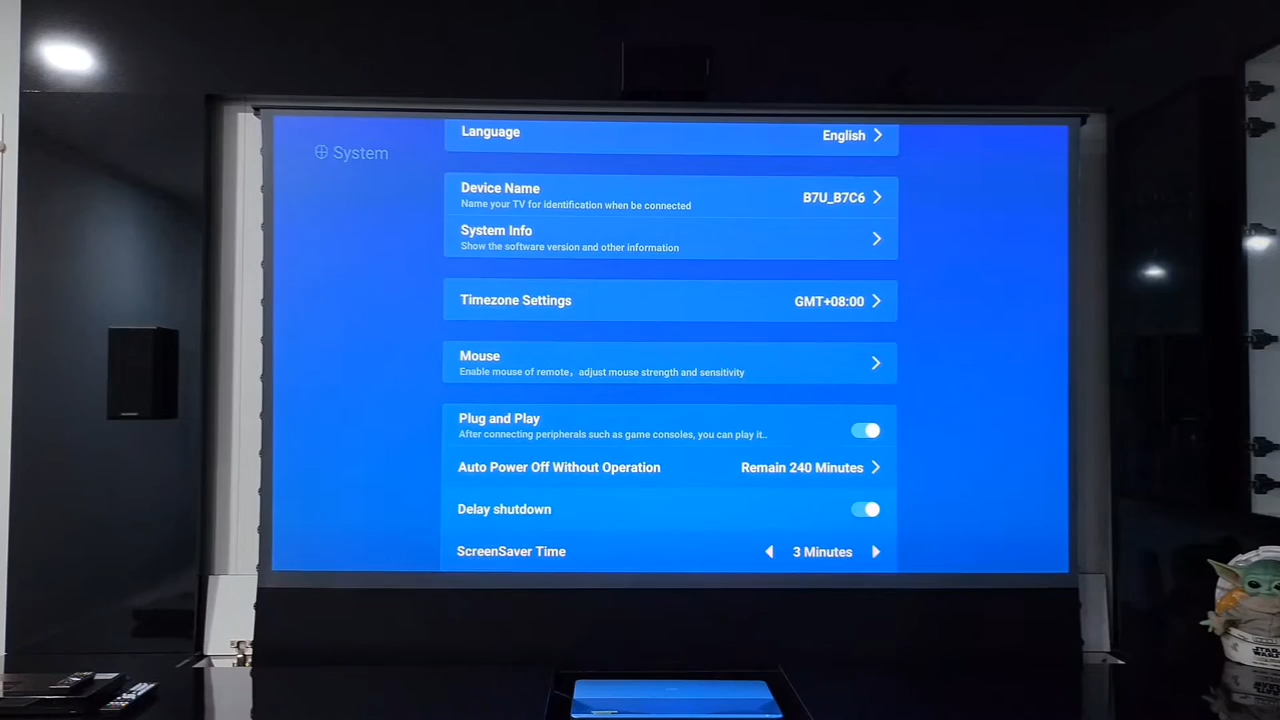 Language
English
System
Device Name
Name your TV for identification when be connected
B7U_B7C6
System Info
Show the software version and other information
Timezone Settings
GMT+08:00
Mouse
Enable mouse of remote，adjust mouse strength and sensitivity
Plug and Play
After connecting peripherals such as game consoles, you can play it..
Auto Power Off Without Operation
Remain 240 Minutes
Delay shutdown
ScreenSaver Time
3 Minutes
STAR
WARS